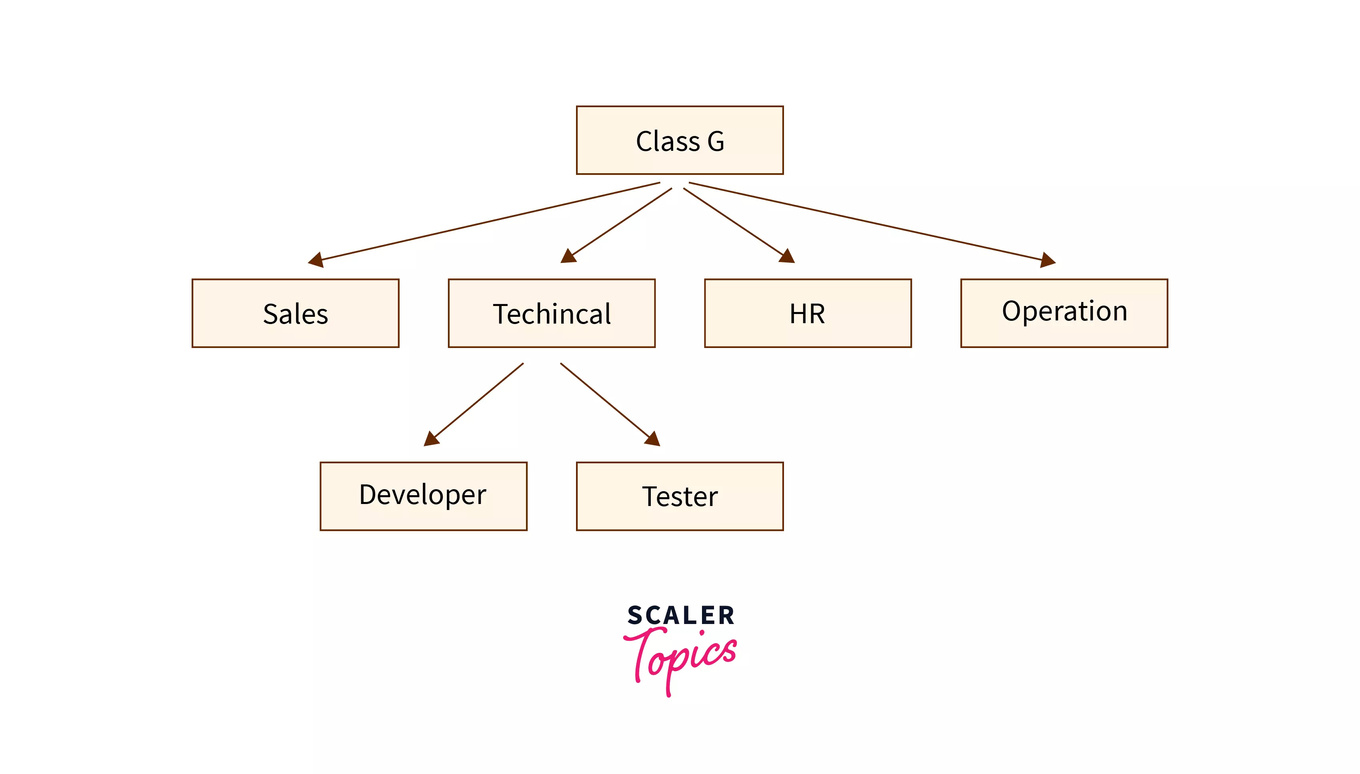 Class G
Sales
Techincal
HR
Operation
Developer
Tester
SCALER
Topics